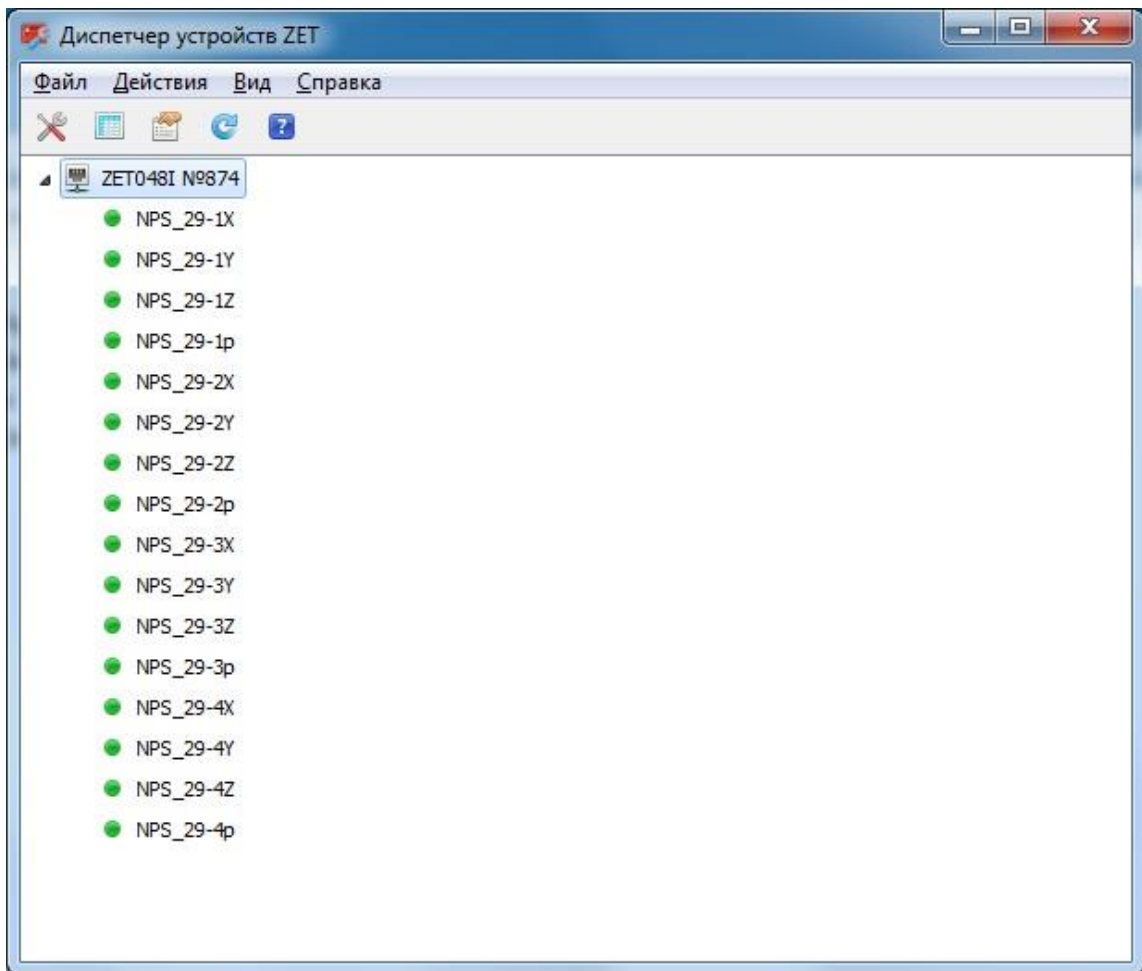 Диспетчер устройств ZET
Файл Действия Вид Справка
ZET048I №874
NPS_29-1X
NPS_29-1Y
NPS_29-1Z
NPS_29-1p
NPS_29-2X
NPS_29-2Y
NPS_29-2Z
NPS_29-2p
NPS_29-3X
NPS_29-3Y
NPS_29-3Z
NPS_29-3p
NPS_29-4X
NPS_29-4Y
NPS_29-4Z
NPS_29-4p